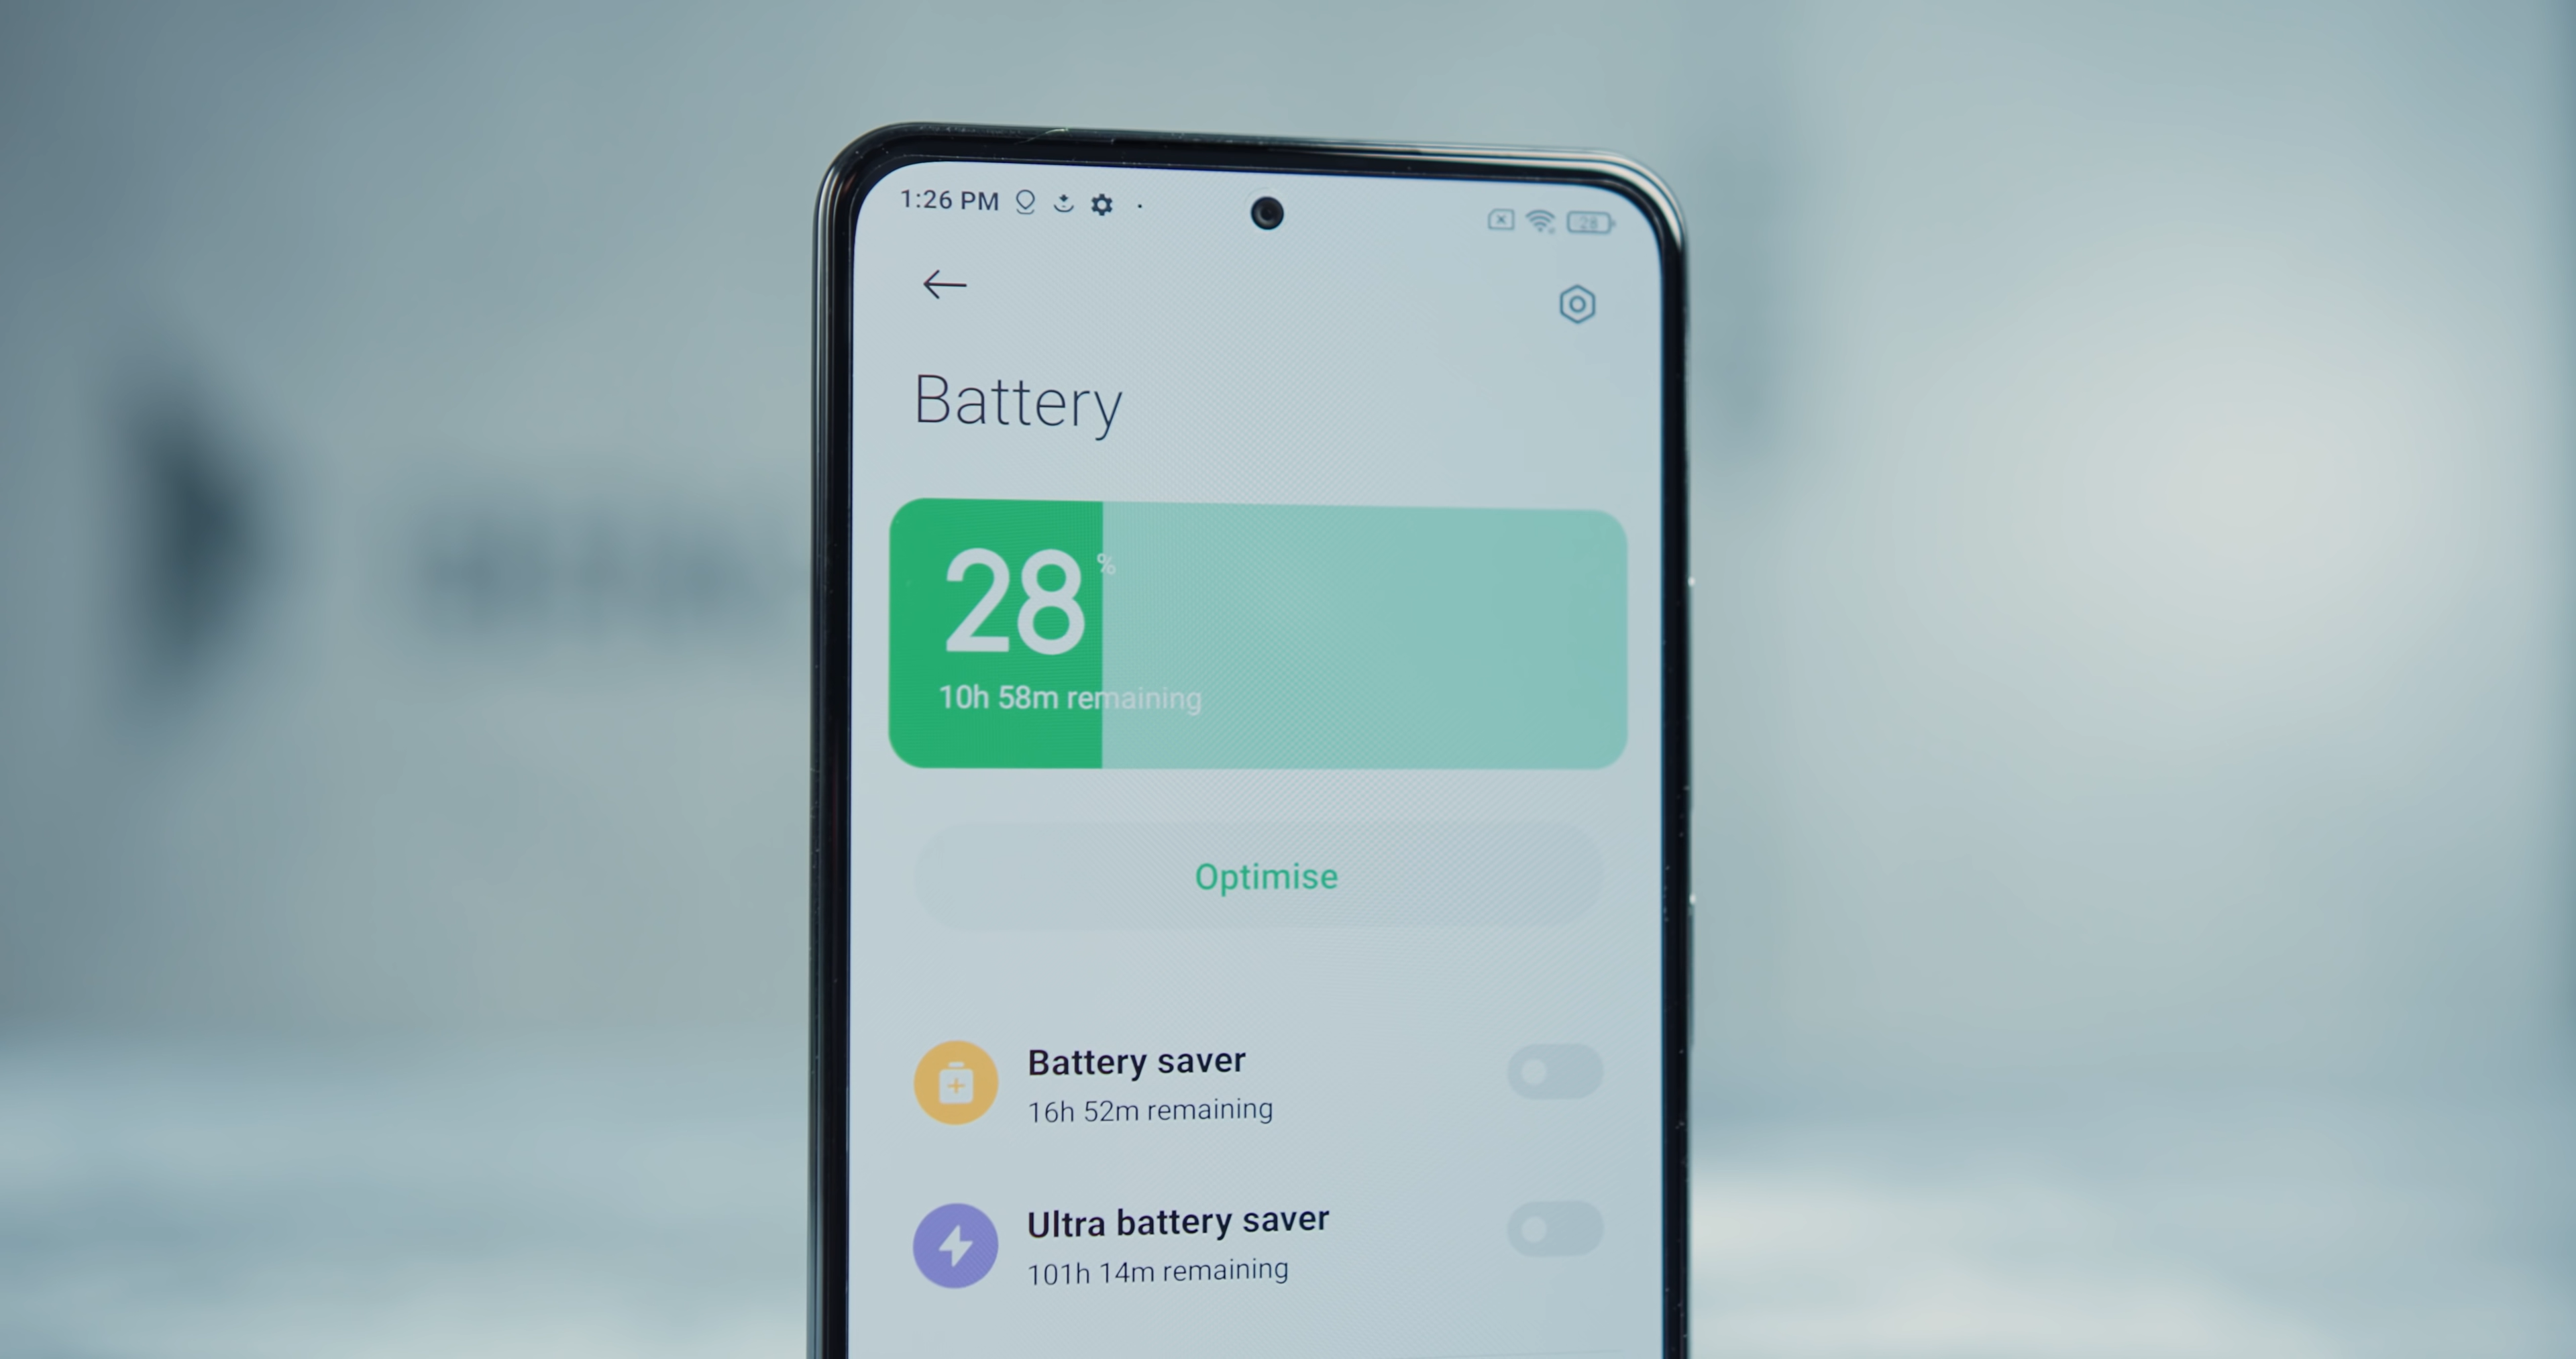 1:26 PM
28
Battery
28%
10h 58m remaining
Optimise
Battery saver
16h 52m remaining
Ultra battery saver
101h 14m remaining